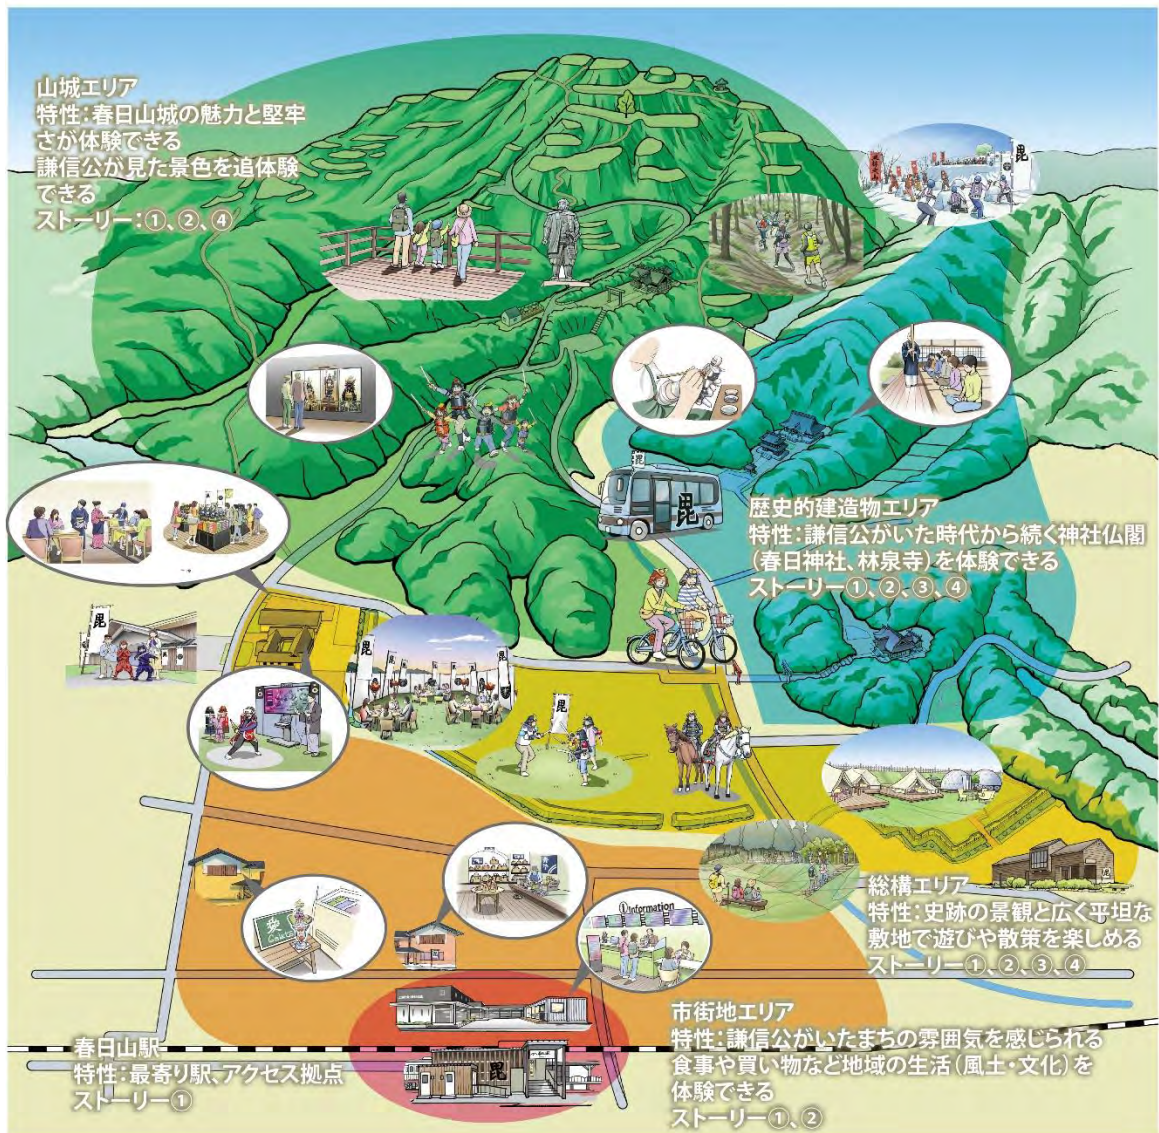 山城エリア
特性：春日山城の魅力と堅牢
さが体験できる
謙信公が見た景色を追体験
できる
ストーリー：①、②、④
毘
毘
毘
歴史的建造物エリア
特性：謙信公がいた時代から続く神社仏閣
（春日神社、林泉寺）を体験できる
ストーリー①、②、③、④
毘
毘
毘
毘
Information
毘
総構エリア
特性：史跡の景観と広く平坦な
敷地で遊びや散策を楽しめる
ストーリー①、②、③、④
市街地エリア
特性：謙信公がいたまちの雰囲気を感じられる
食事や買い物など地域の生活（風土・文化）を
体験できる
ストーリー①、②
春日山駅
特性：最寄り駅、アクセス拠点
ストーリー①
毘